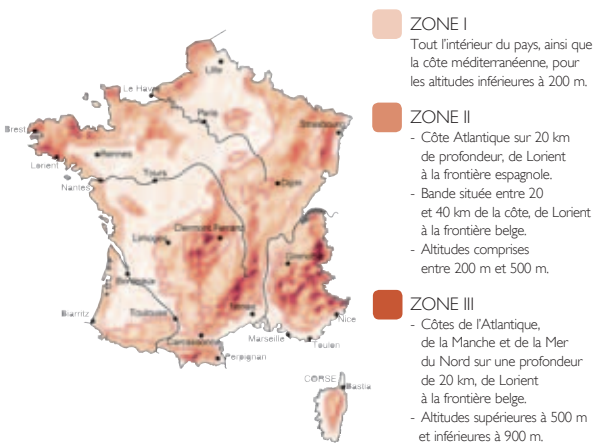 ZONE I
Tout l'intérieur du pays, ainsi que
la côte méditerranéenne, pour
les altitudes inférieures à 200 m.
ZONE II
- Côte Atlantique sur 20 km
de profondeur, de Lorient
à la frontière espagnole.
- Bande située entre 20
et 40 km de la côte, de Lorient
à la frontière belge.
- Altitudes comprises
entre 200 m et 500 m.
ZONE III
- Côtes de l'Atlantique,
de la Manche et de la Mer
du Nord sur une profondeur
de 20 km, de Lorient
à la frontière belge.
- Altitudes supérieures à 500 m
et inférieures à 900 m.
Lille
Le Havre
Paris
Strasbourg
Brest
Rennes
Lorient
Nantes
Tours
Dijon
Clermont Ferrand
Limoges
Grenoble
Bordeaux
Biarritz
Toulouse
Nimes
Nice
Carcassonne
Marseille
Toulon
Perpignan
CORSE
Bastia